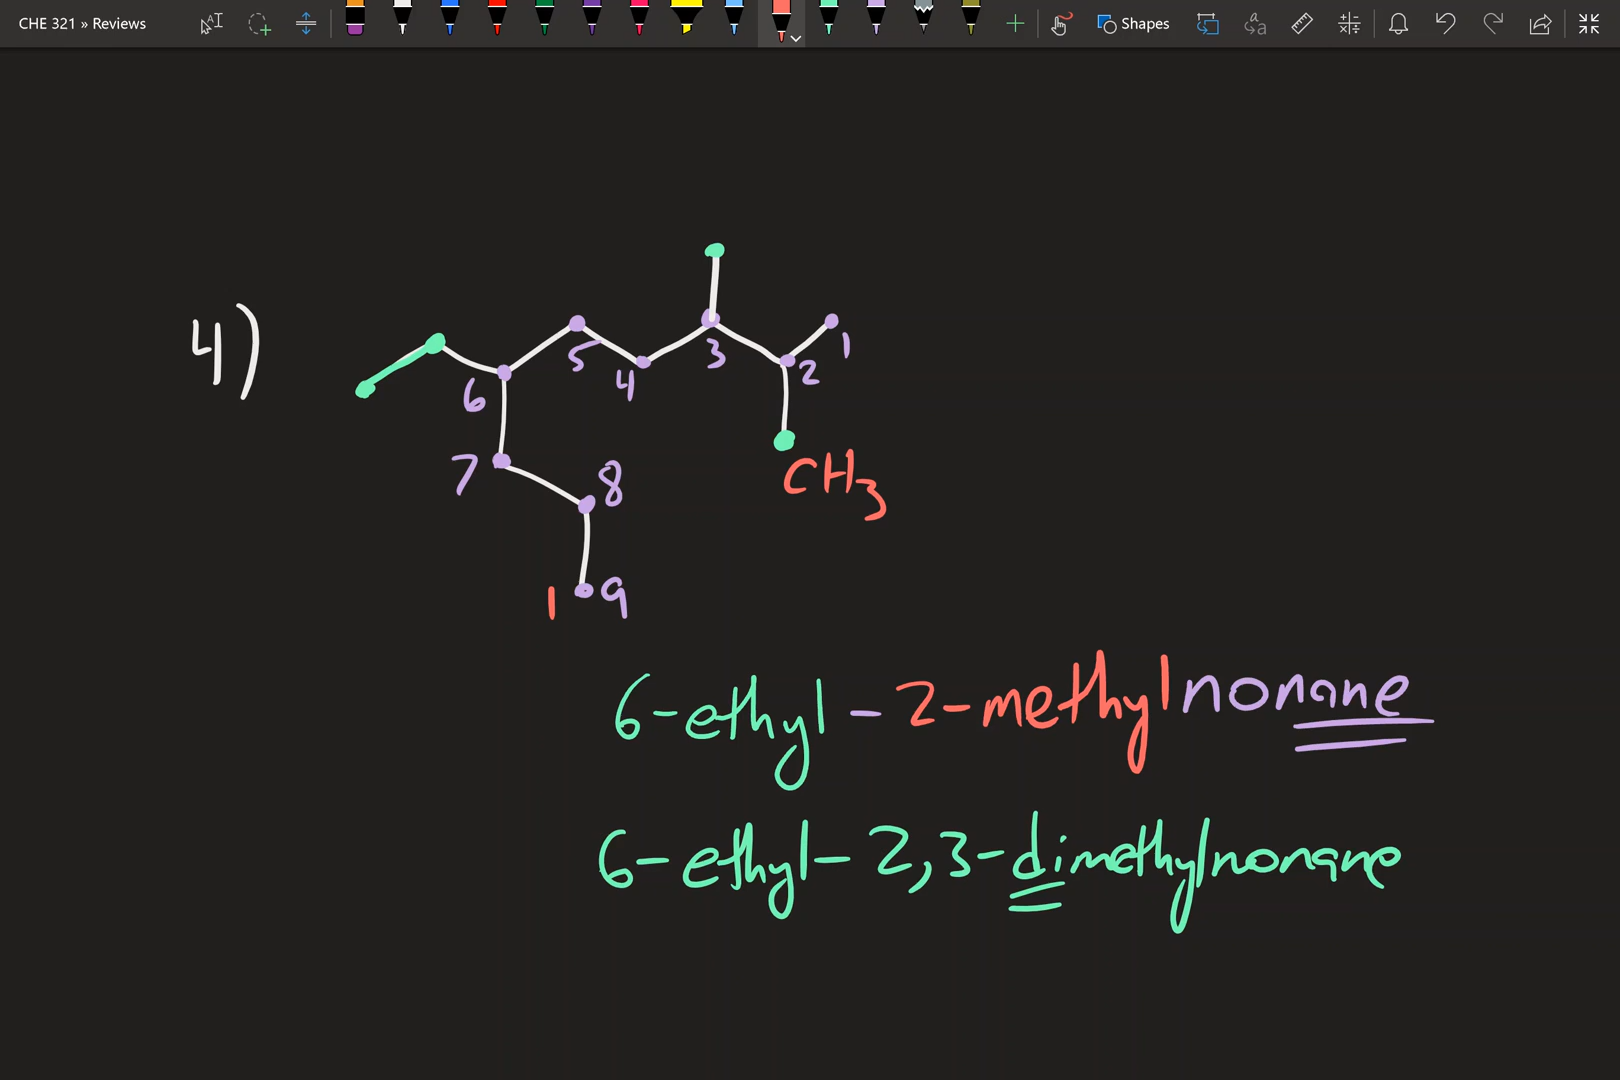 CHE 321 » Reviews
Shapes
4)
5
3
1
4
2
6
7
8
CH3
1
9
6-ethyl-2-methylnonane
6-ethyl-2,3-dimethylnonane